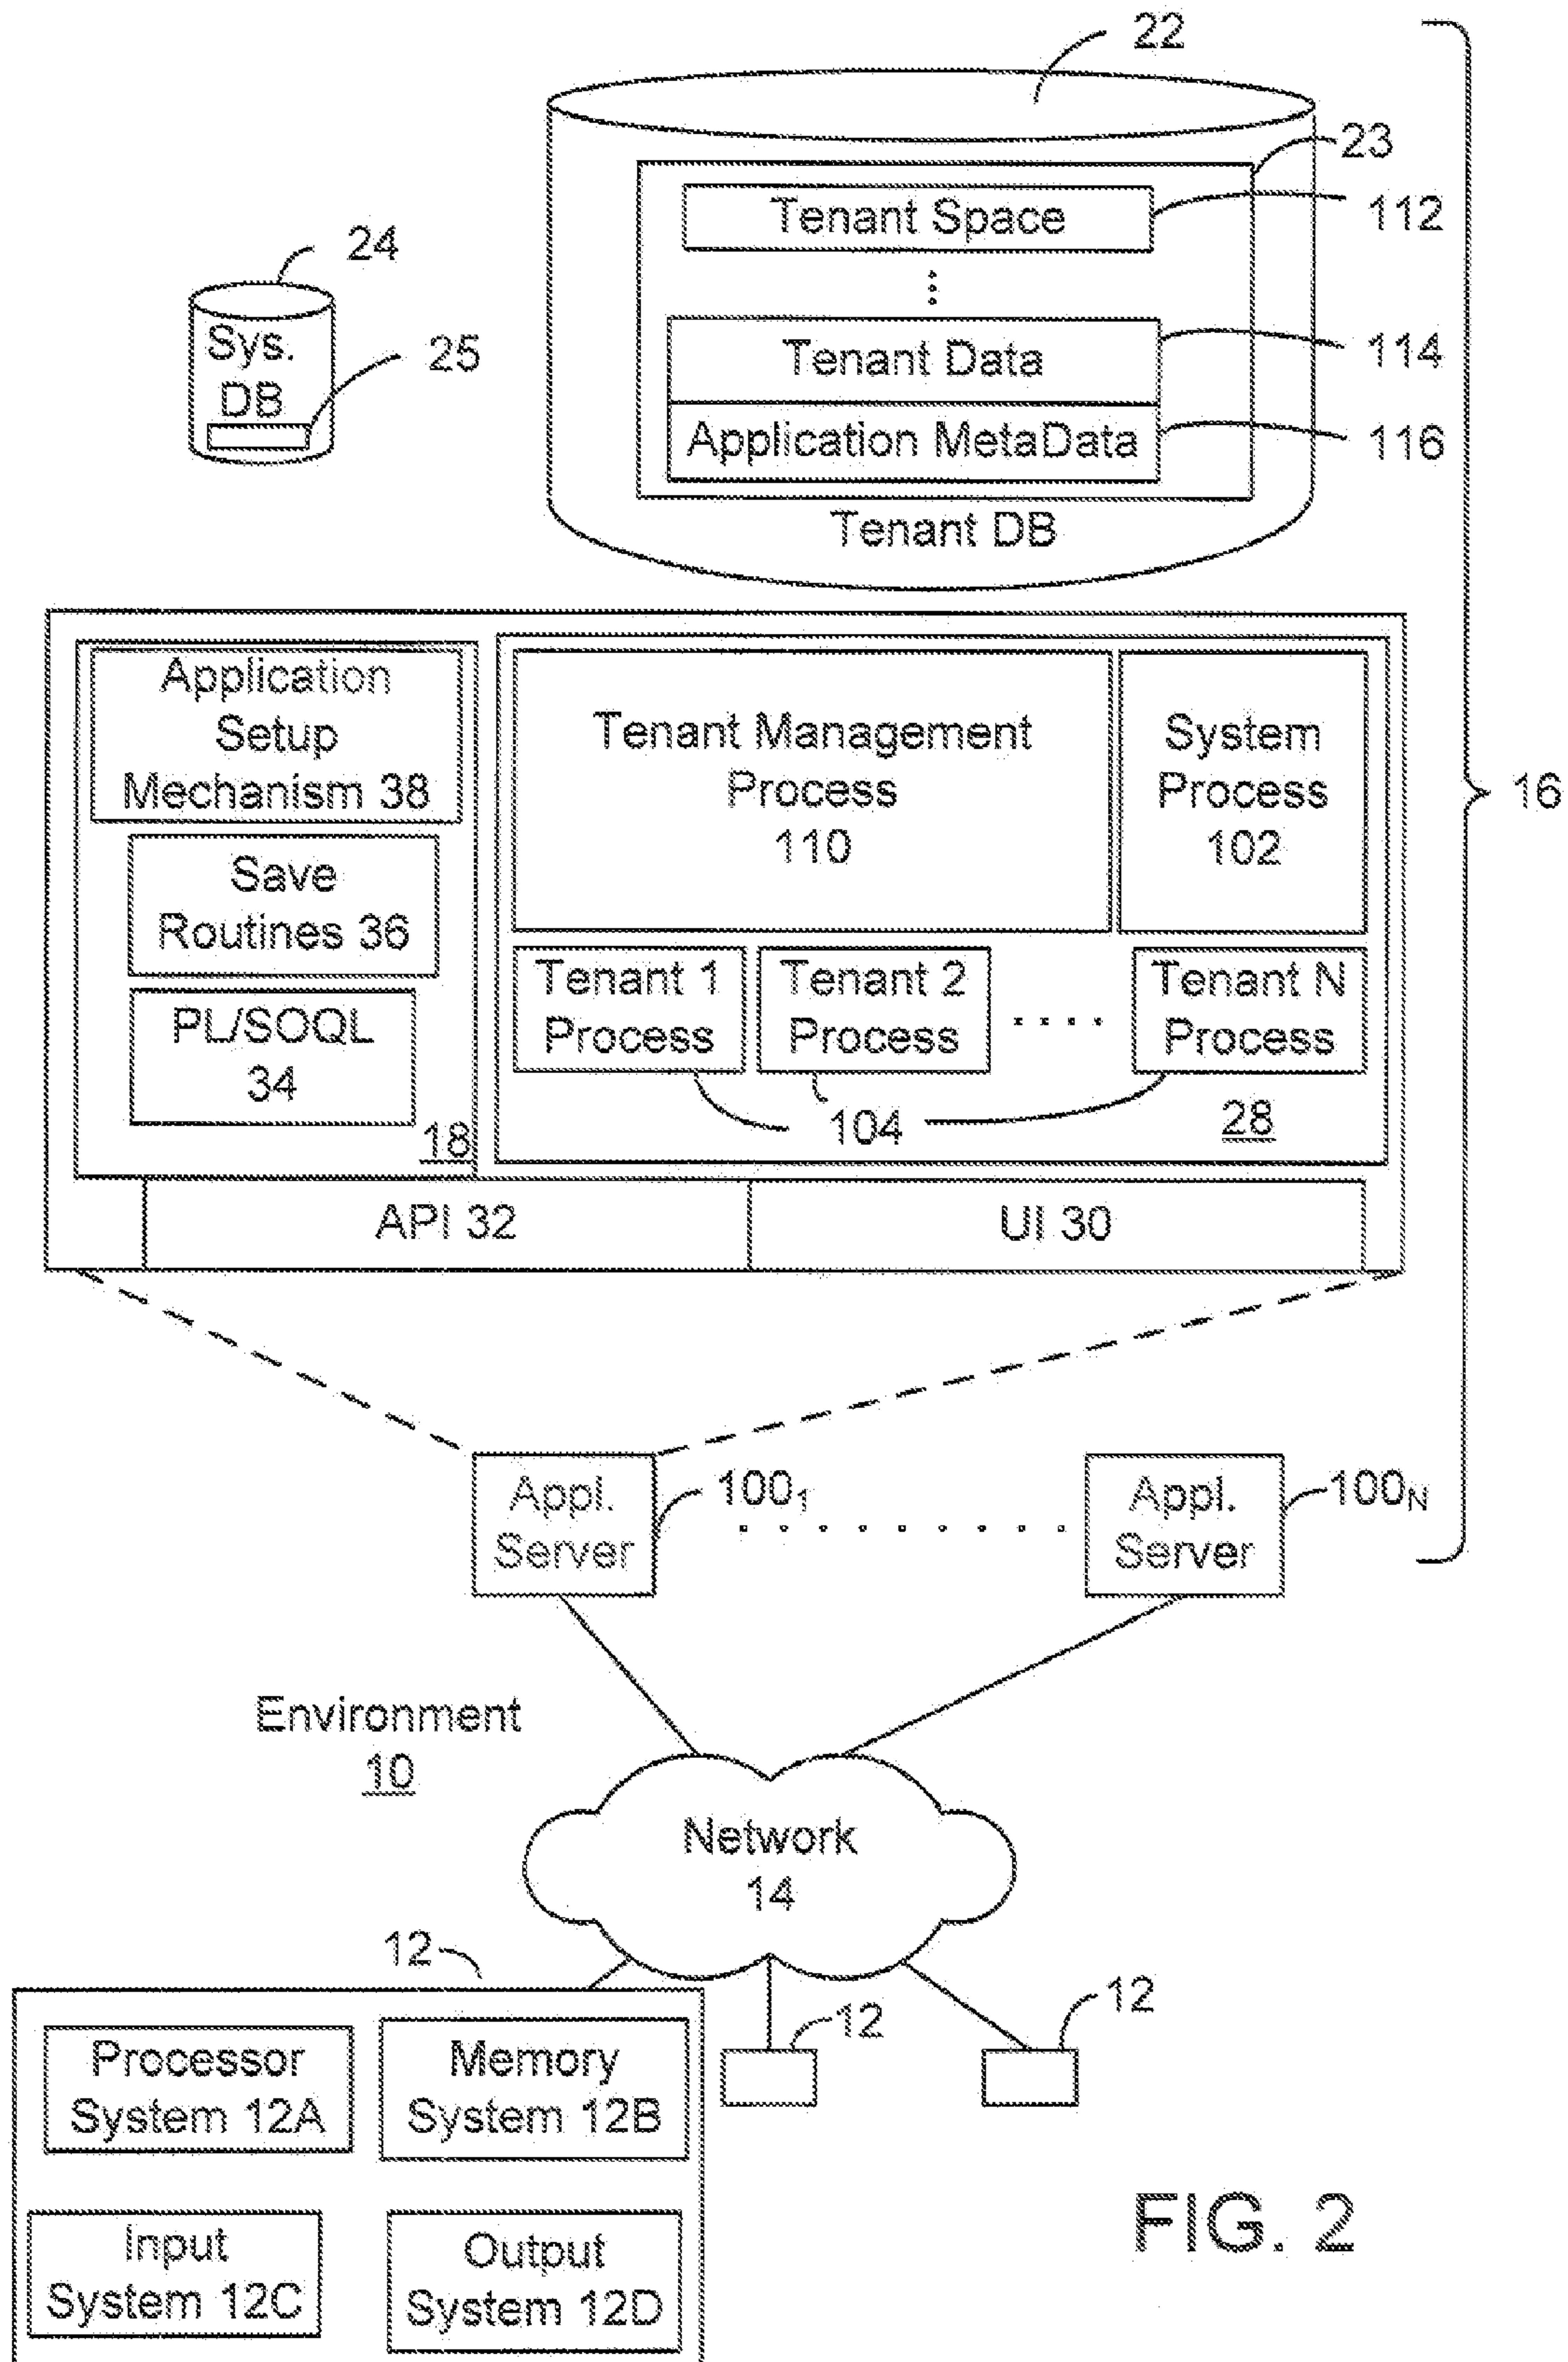 22
23
Tenant Space
112
24
Sys.
DB
25
Tenant Data
114
Application MetaData
116
Tenant DB
16
Application
Setup
Mechanism 38
Save
Routines 36
PL/SOQL
34
18
Tenant Management
Process
110
System
Process
102
Tenant 1
Process
Tenant 2
Process
Tenant N
Process
104
28
API 32
UI 30
Appl.
Server
100₁
Appl.
Server
100N
Environment
10
Network
14
12
12
12
Processor
System 12A
Memory
System 12B
Input
System 12C
Output
System 12D
FIG. 2